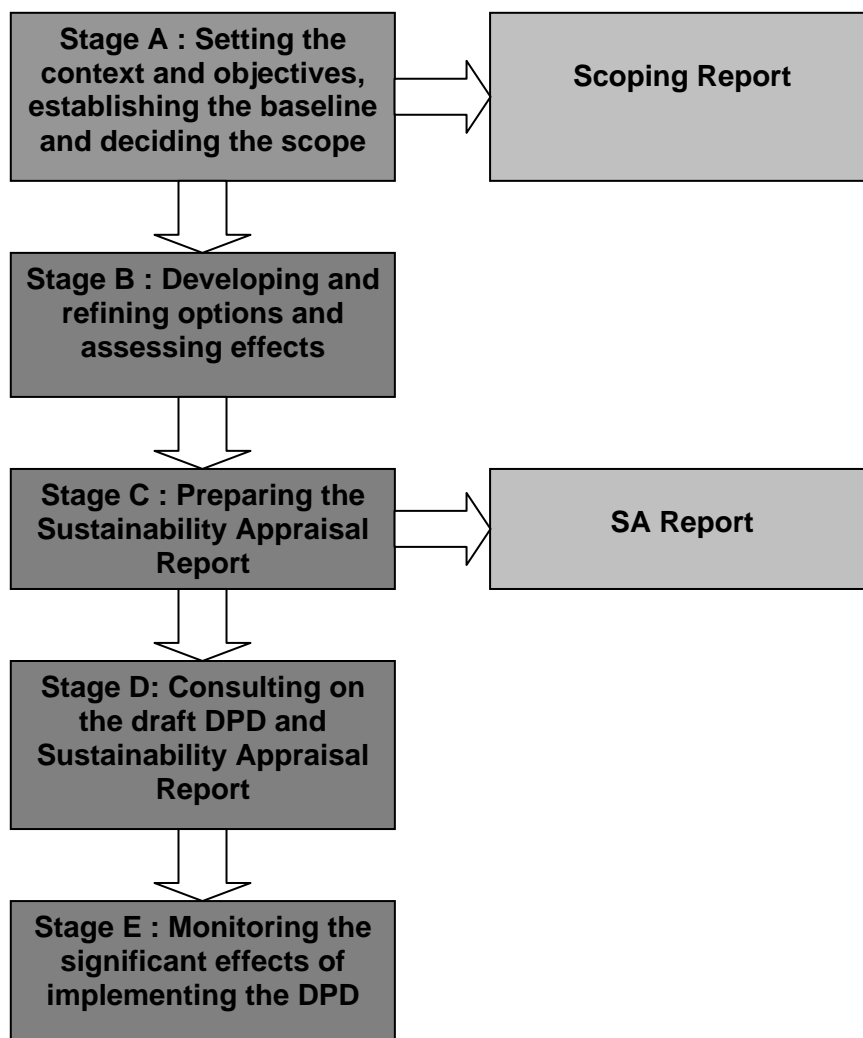 Stage A : Setting the
context and objectives,
establishing the baseline
and deciding the scope
Scoping Report
Stage B : Developing and
refining options and
assessing effects
Stage C : Preparing the
Sustainability Appraisal
Report
SA Report
Stage D: Consulting on
the draft DPD and
Sustainability Appraisal
Report
Stage E : Monitoring the
significant effects of
implementing the DPD